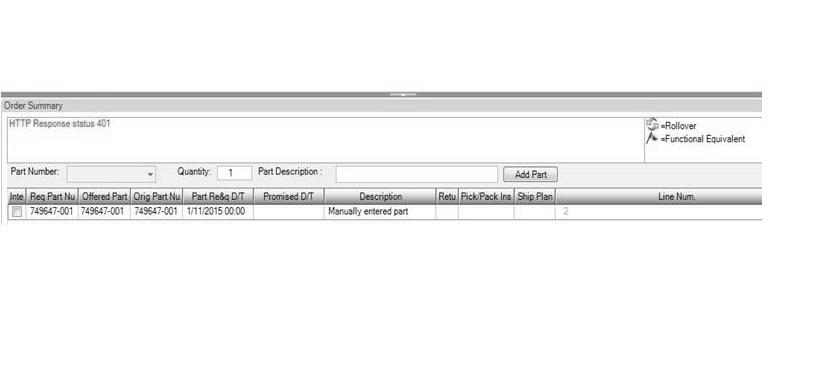 Order Summary
HTTP Response status 401
=Rollover
=Functional Equivalent
Part Number: Quantity: 1 Part Description : Add Part
Inte Req Part Nu Offered Part Orig Part Nu Part Re&q D/T Promised D/T Description Retu Pick/Pack Ins Ship Plan Line Num.
749647-001 749647-001 749647-001 1/11/2015 00:00 Manually entered part 2